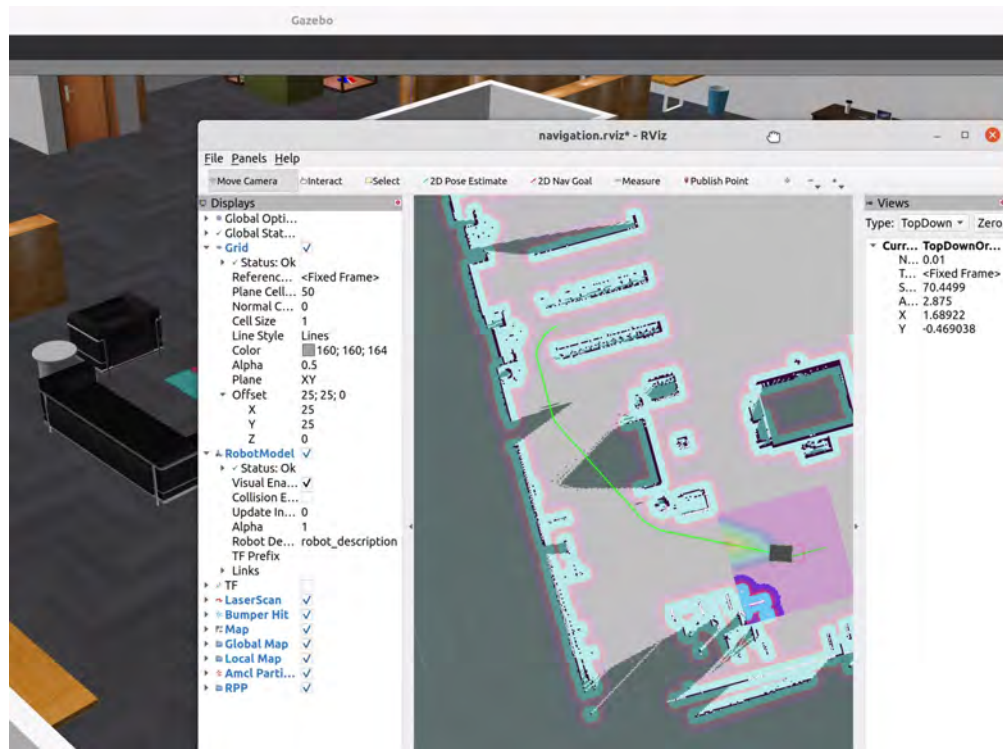 Gazebo
navigation.rviz* - RViz
File Panels Help
Move Camera Interact Select 2D Pose Estimate 2D Nav Goal Measure Publish Point
Displays
Global Opti...
Global Stat...
Grid
Status: Ok
Referenc... <Fixed Frame>
Plane Cell... 50
Normal C... 0
Cell Size 1
Line Style Lines
Color 160; 160; 164
Alpha 0.5
Plane XY
Offset 25; 25; 0
X 25
Y 25
Z 0
RobotModel
Status: Ok
Visual Ena...
Collision E...
Update In... 0
Alpha 1
Robot De... robot_description
TF Prefix
Links
TF
LaserScan
Bumper Hit
Map
Global Map
Local Map
Amcl Parti...
RPP
Views
Type: TopDown Zero
Curr... TopDownOr...
N... 0.01
T... <Fixed Frame>
S... 70.4499
A... 2.875
X 1.68922
Y -0.469038